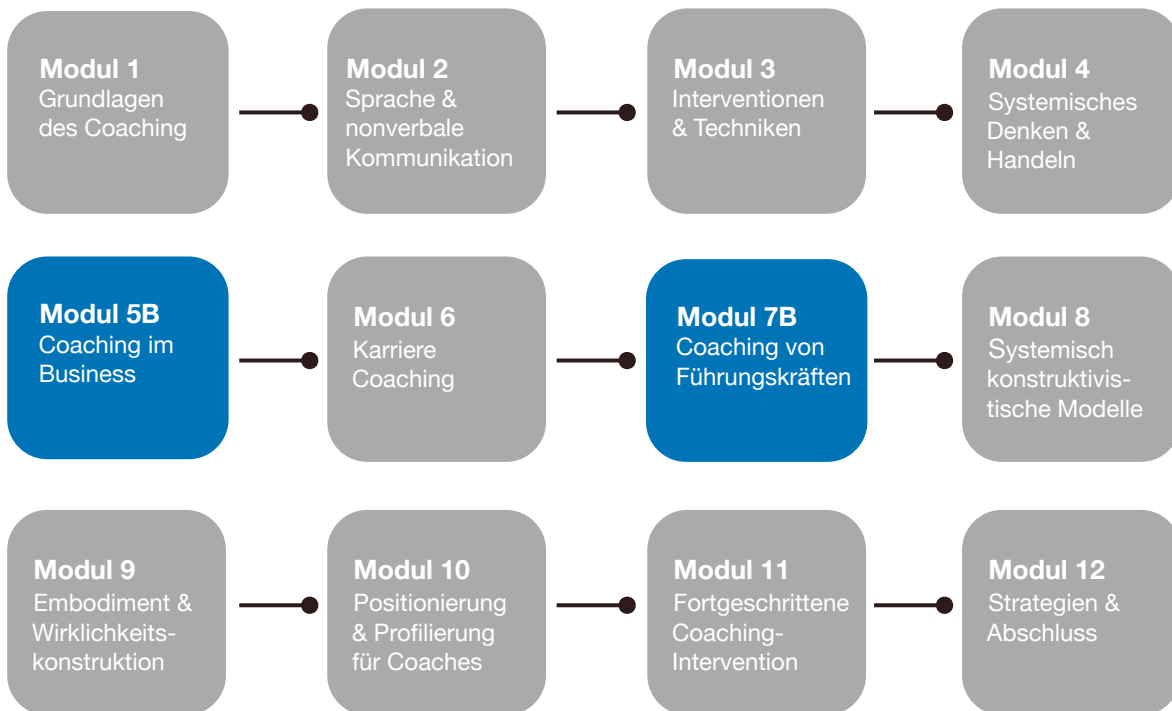 Modul 1
Grundlagen
des Coaching
Modul 2
Sprache &
nonverbale
Kommunikation
Modul 3
Interventionen
& Techniken
Modul 4
Systemisches
Denken &
Handeln
Modul 5B
Coaching im
Business
Modul 6
Karriere
Coaching
Modul 7B
Coaching von
Führungskräften
Modul 8
Systemisch
konstruktivis-
tische Modelle
Modul 9
Embodiment &
Wirklichkeits-
konstruktion
Modul 10
Positionierung
& Profilierung
für Coaches
Modul 11
Fortgeschrittene
Coaching-
Intervention
Modul 12
Strategien &
Abschluss